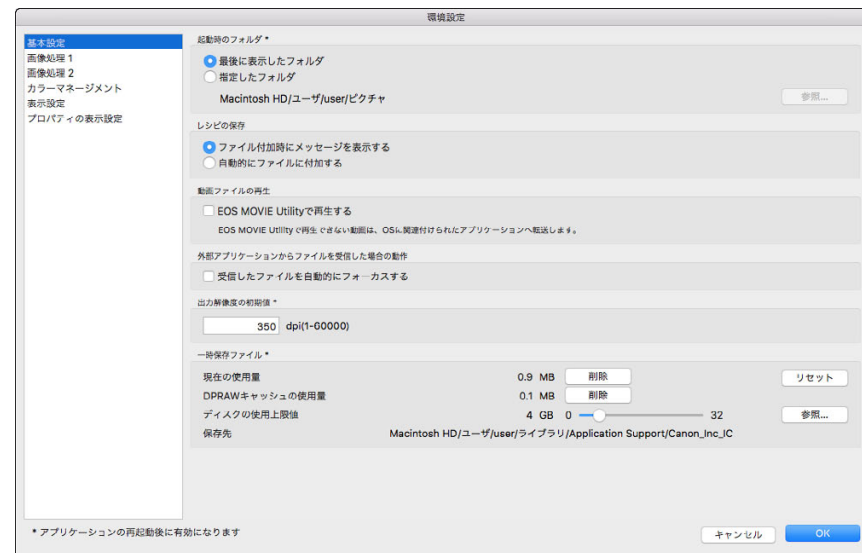 環境設定
基本設定
画像処理 1
画像処理 2
カラーマネージメント
表示設定
プロパティの表示設定
起動時のフォルダ *
最後に表示したフォルダ
指定したフォルダ
Macintosh HD/ユーザ/user/ピクチャ
参照...
レシピの保存
ファイル付加時にメッセージを表示する
自動的にファイルに付加する
動画ファイルの再生
EOS MOVIE Utilityで再生する
EOS MOVIE Utilityで再生できない動画は、OSに関連付けられたアプリケーションへ転送します。
外部アプリケーションからファイルを受信した場合の動作
受信したファイルを自動的にフォーカスする
出力解像度の初期値 *
350 dpi(1-60000)
一時保存ファイル *
現在の使用量 0.9 MB 削除 リセット
DPRAWキャッシュの使用量 0.1 MB 削除
ディスクの使用上限値 4 GB 0 32 参照...
保存先 Macintosh HD/ユーザ/user/ライブラリ/Application Support/Canon_Inc_IC
* アプリケーションの再起動後に有効になります
キャンセル OK